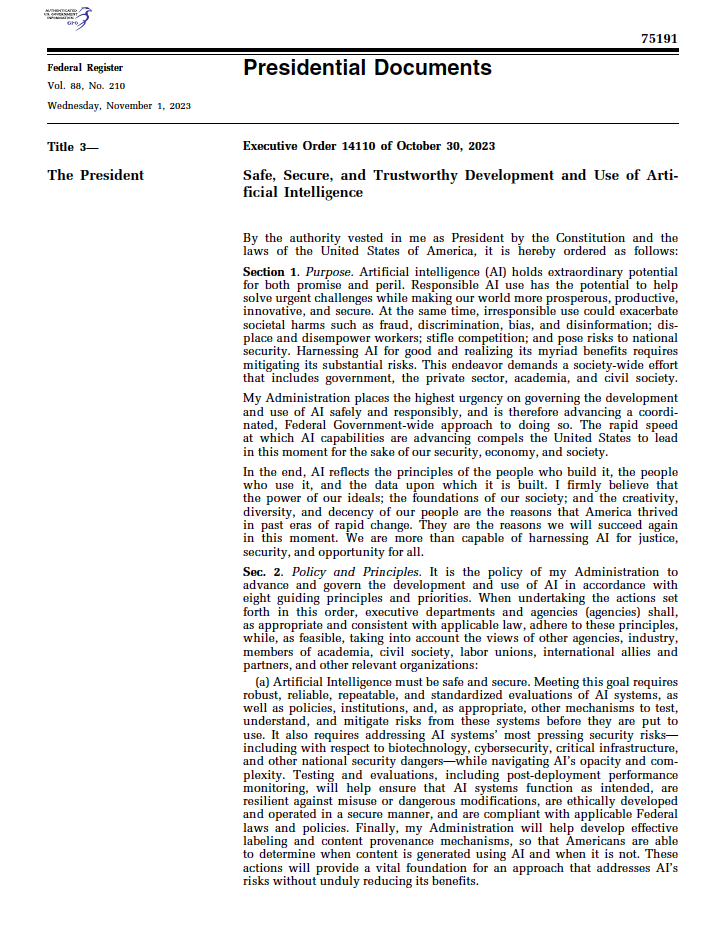 AUTHENTICATED
U.S. GOVERNMENT
INFORMATION
GPO
75191
Federal Register
Vol. 88, No. 210
Wednesday, November 1, 2023
Presidential Documents
Title 3—
The President
Executive Order 14110 of October 30, 2023
Safe, Secure, and Trustworthy Development and Use of Arti-
ficial Intelligence
By the authority vested in me as President by the Constitution and the
laws of the United States of America, it is hereby ordered as follows:
Section 1. Purpose. Artificial intelligence (AI) holds extraordinary potential
for both promise and peril. Responsible AI use has the potential to help
solve urgent challenges while making our world more prosperous, productive,
innovative, and secure. At the same time, irresponsible use could exacerbate
societal harms such as fraud, discrimination, bias, and disinformation; dis-
place and disempower workers; stifle competition; and pose risks to national
security. Harnessing AI for good and realizing its myriad benefits requires
mitigating its substantial risks. This endeavor demands a society-wide effort
that includes government, the private sector, academia, and civil society.
My Administration places the highest urgency on governing the development
and use of AI safely and responsibly, and is therefore advancing a coordi-
nated, Federal Government-wide approach to doing so. The rapid speed
at which AI capabilities are advancing compels the United States to lead
in this moment for the sake of our security, economy, and society.
In the end, AI reflects the principles of the people who build it, the people
who use it, and the data upon which it is built. I firmly believe that
the power of our ideals; the foundations of our society; and the creativity,
diversity, and decency of our people are the reasons that America thrived
in past eras of rapid change. They are the reasons we will succeed again
in this moment. We are more than capable of harnessing AI for justice,
security, and opportunity for all.
Sec. 2. Policy and Principles. It is the policy of my Administration to
advance and govern the development and use of AI in accordance with
eight guiding principles and priorities. When undertaking the actions set
forth in this order, executive departments and agencies (agencies) shall,
as appropriate and consistent with applicable law, adhere to these principles,
while, as feasible, taking into account the views of other agencies, industry,
members of academia, civil society, labor unions, international allies and
partners, and other relevant organizations:
(a) Artificial Intelligence must be safe and secure. Meeting this goal requires
robust, reliable, repeatable, and standardized evaluations of AI systems, as
well as policies, institutions, and, as appropriate, other mechanisms to test,
understand, and mitigate risks from these systems before they are put to
use. It also requires addressing AI systems’ most pressing security risks—
including with respect to biotechnology, cybersecurity, critical infrastructure,
and other national security dangers—while navigating AI’s opacity and com-
plexity. Testing and evaluations, including post-deployment performance
monitoring, will help ensure that AI systems function as intended, are
resilient against misuse or dangerous modifications, are ethically developed
and operated in a secure manner, and are compliant with applicable Federal
laws and policies. Finally, my Administration will help develop effective
labeling and content provenance mechanisms, so that Americans are able
to determine when content is generated using AI and when it is not. These
actions will provide a vital foundation for an approach that addresses AI’s
risks without unduly reducing its benefits.